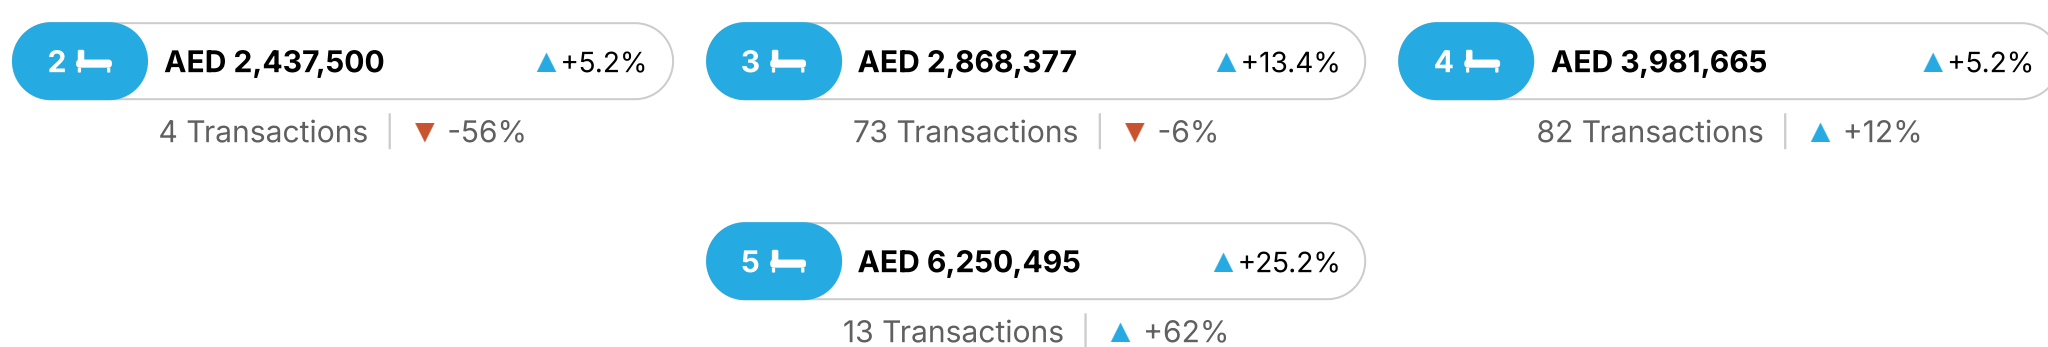 2 AED 2,437,500 ▲+5.2%
4 Transactions | ▼ -56%
3 AED 2,868,377 ▲+13.4%
73 Transactions | ▼ -6%
4 AED 3,981,665 ▲+5.2%
82 Transactions | ▲ +12%
5 AED 6,250,495 ▲+25.2%
13 Transactions | ▲ +62%